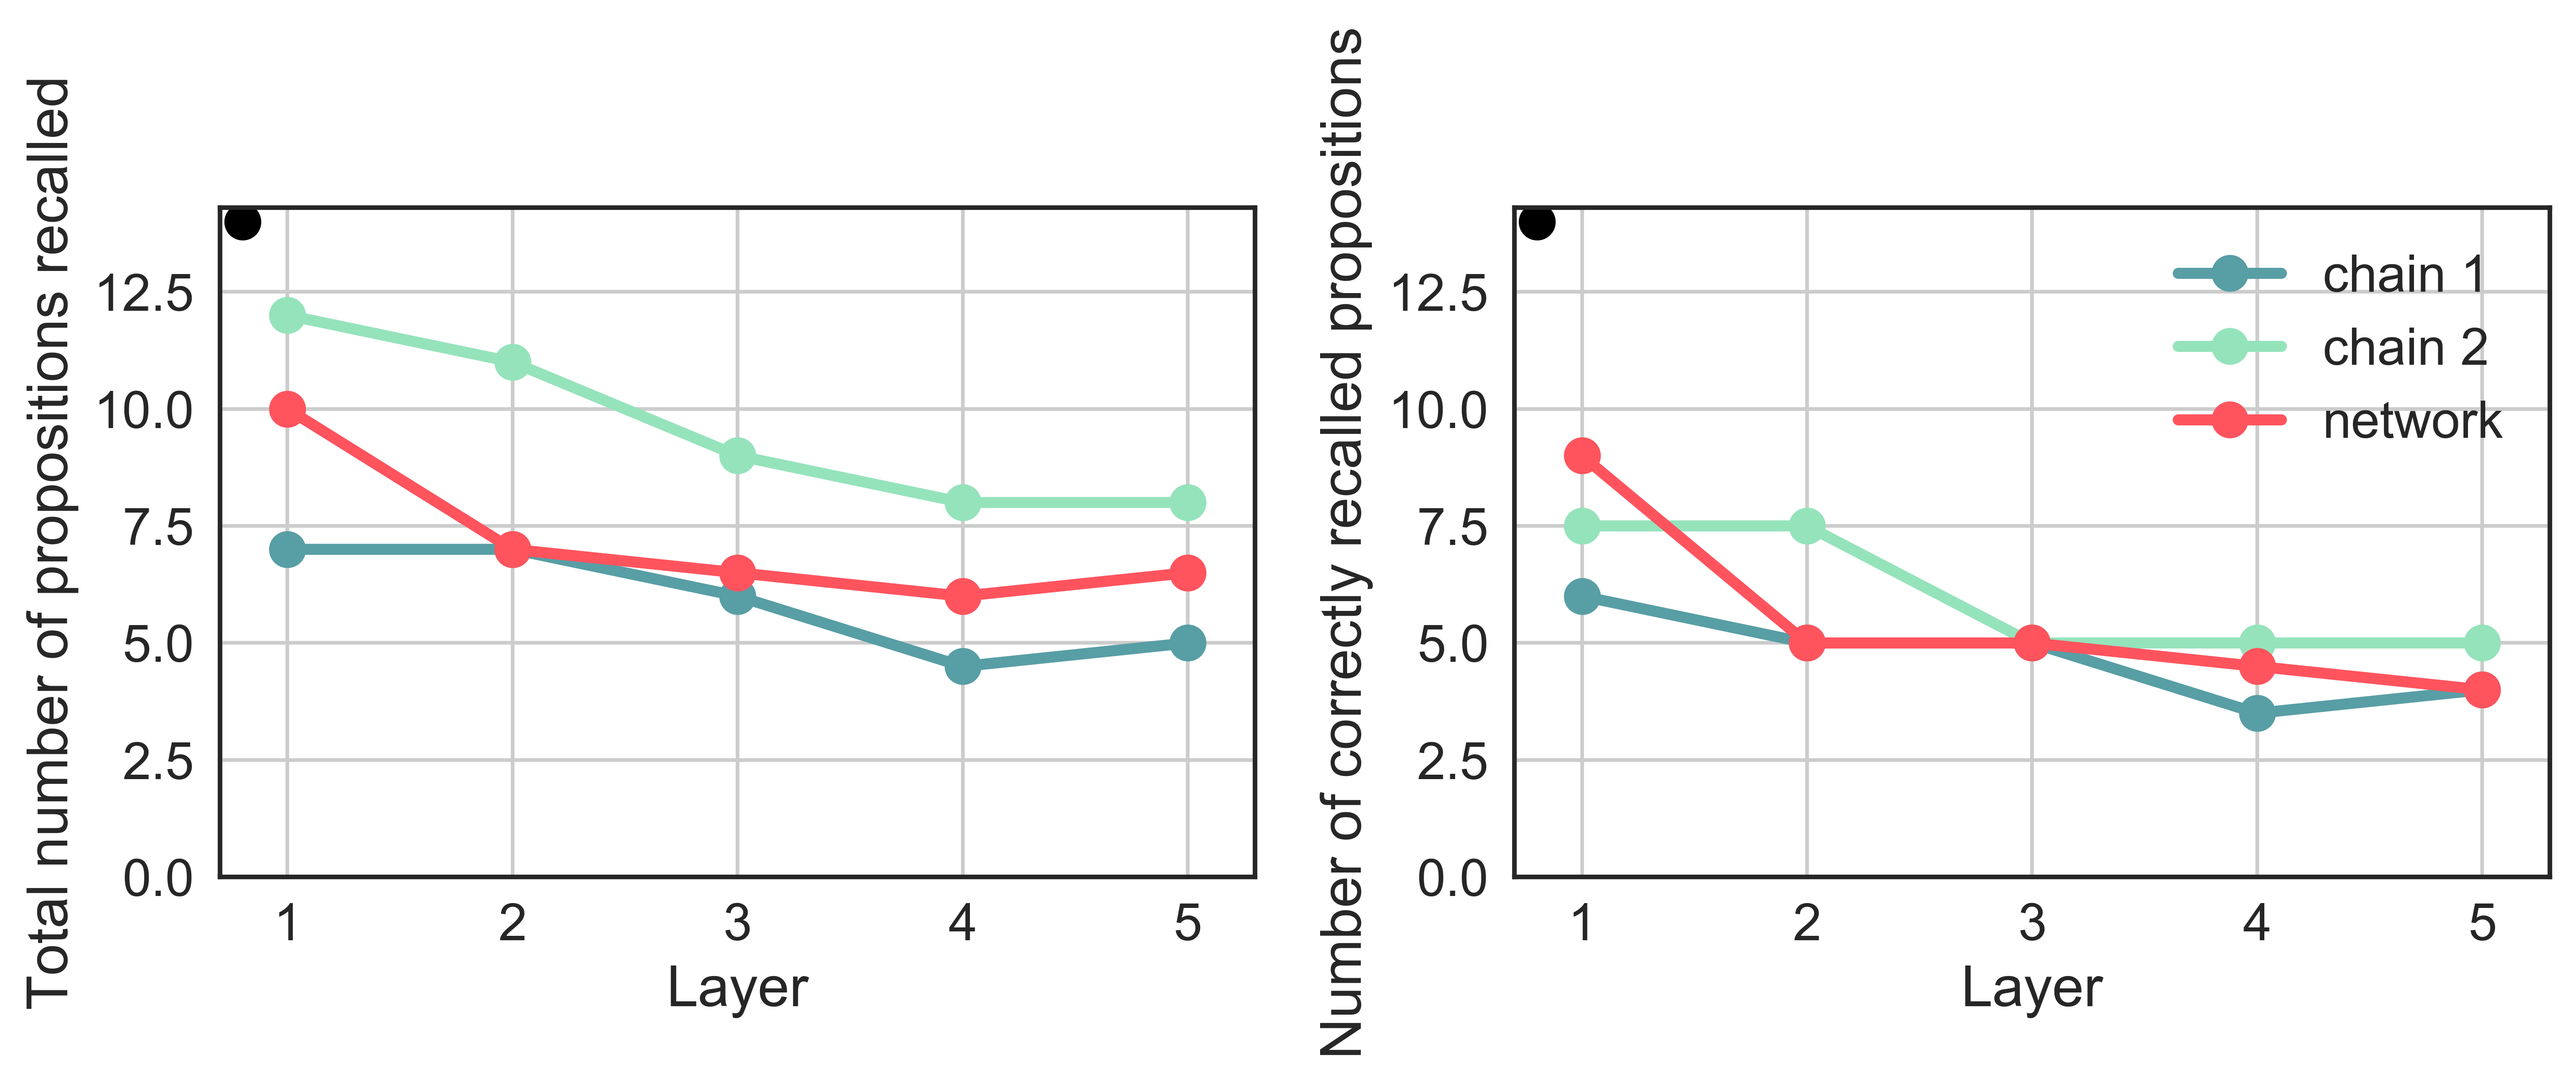 Total number of propositions recalled
12.5
10.0
7.5
5.0
2.5
0.0
1 2 3 4 5
Layer
Number of correctly recalled propositions
12.5
10.0
7.5
5.0
2.5
0.0
1 2 3 4 5
Layer
chain 1
chain 2
network